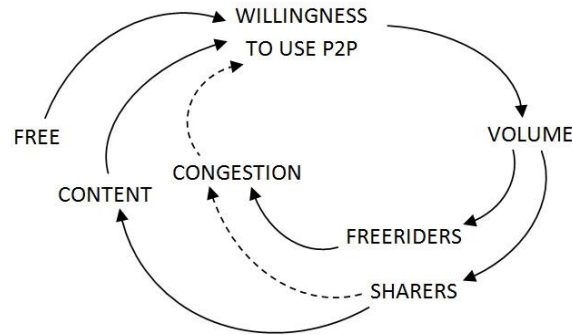 WILLINGNESS
TO USE P2P
FREE
VOLUME
CONGESTION
CONTENT
FREERIDERS
SHARERS